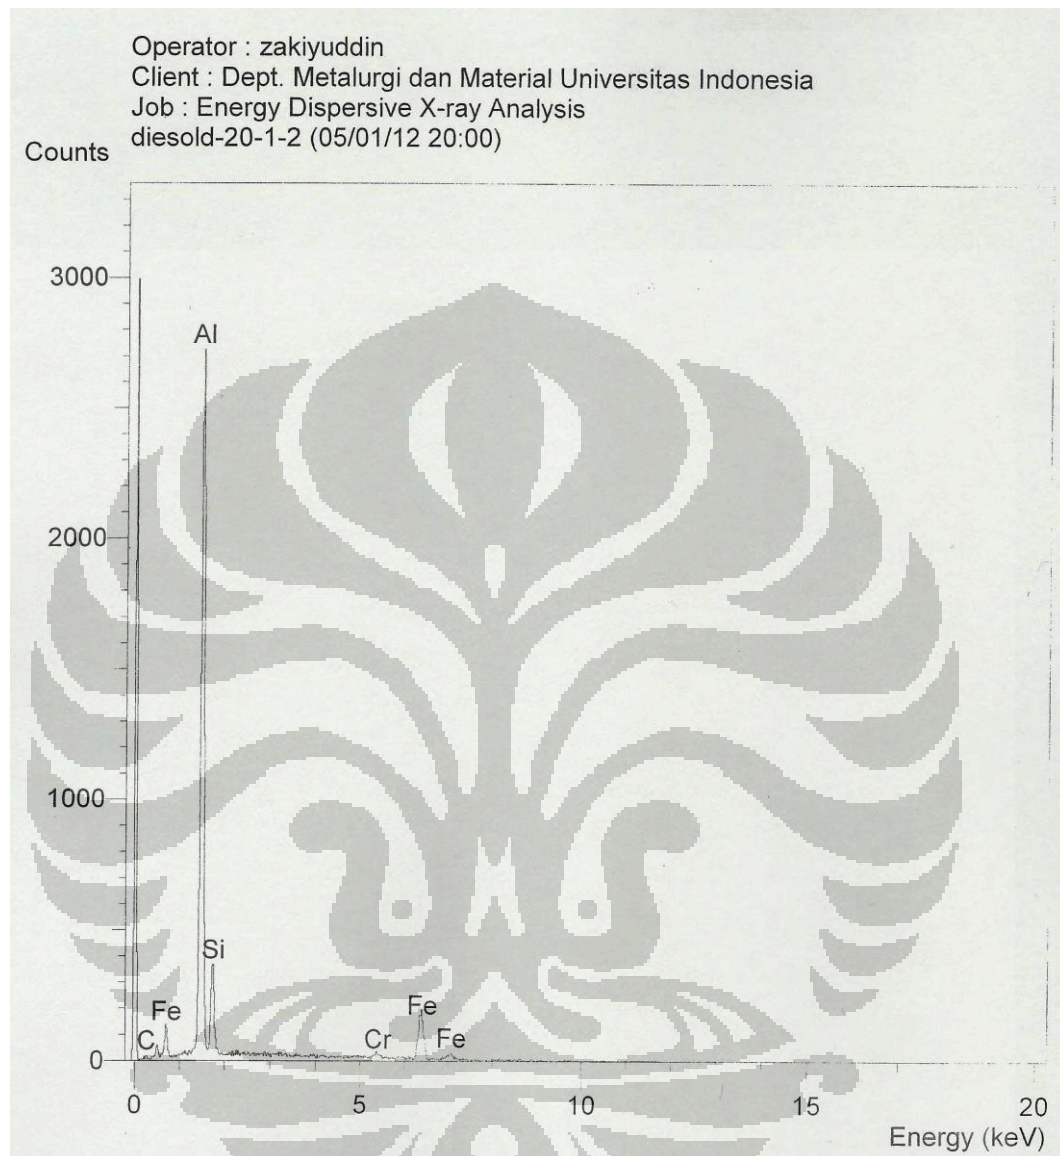 Operator : zakiyuddin
Client : Dept. Metalurgi dan Material Universitas Indonesia
Job : Energy Dispersive X-ray Analysis
diesold-20-1-2 (05/01/12 20:00)
Counts
3000
Al
2000
1000
Si
Fe
Fe
C
Cr
Fe
0
0
5
10
15
20
Energy (keV)